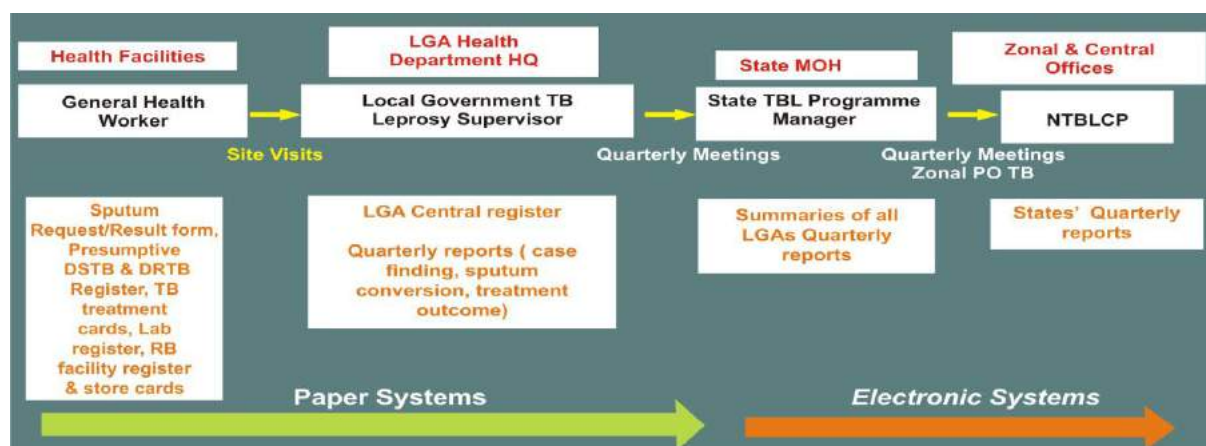 Health Facilities
LGA Health
Department HQ
State MOH
Zonal & Central
Offices
General Health
Worker
Local Government TB
Leprosy Supervisor
State TBL Programme
Manager
NTBLCP
Site Visits
Quarterly Meetings
Quarterly Meetings
Zonal PO TB
Sputum
Request/Result form,
Presumptive
DSTB & DRTB
Register, TB
treatment
cards, Lab
register, RB
facility register
& store cards
LGA Central register
Quarterly reports ( case
finding, sputum
conversion, treatment
outcome)
Summaries of all
LGAs Quarterly
reports
States' Quarterly
reports
Paper Systems
Electronic Systems